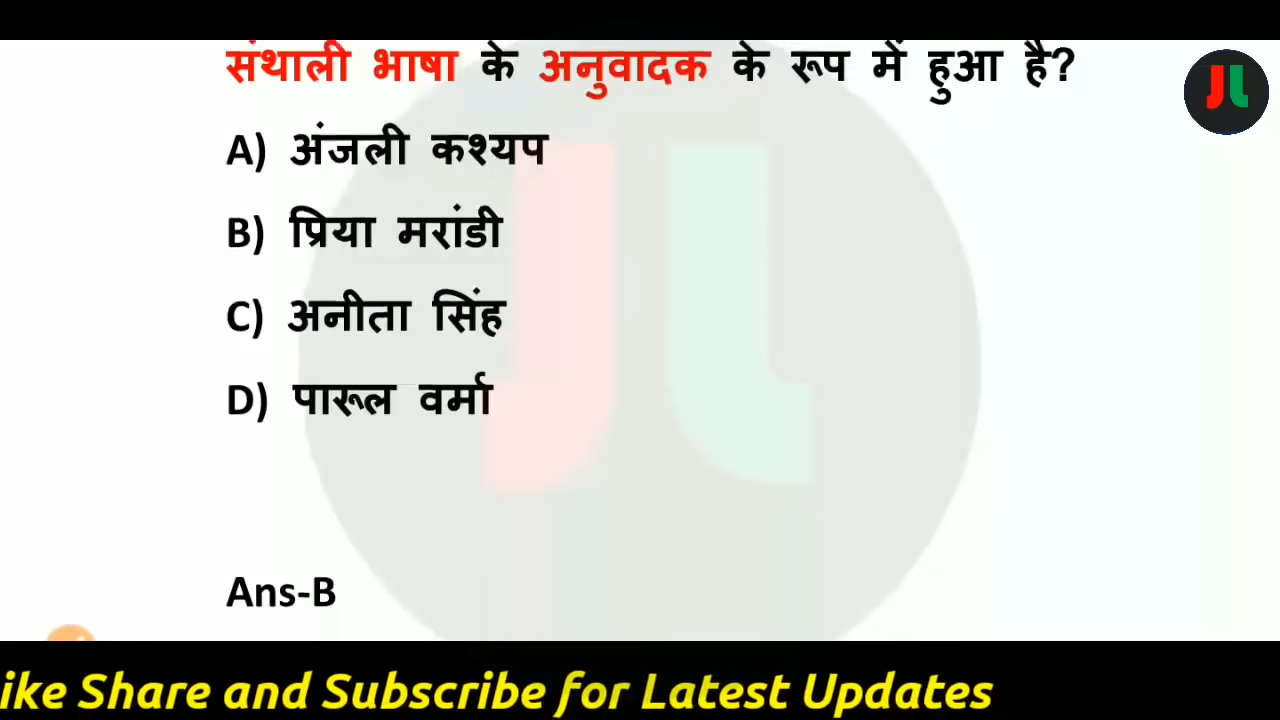 संथाली भाषा के अनुवादक के रूप में हुआ है?
A) अंजली कश्यप
B) प्रिया मरांडी
C) अनीता सिंह
D) पारूल वर्मा
Ans-B
ike Share and Subscribe for Latest Updates